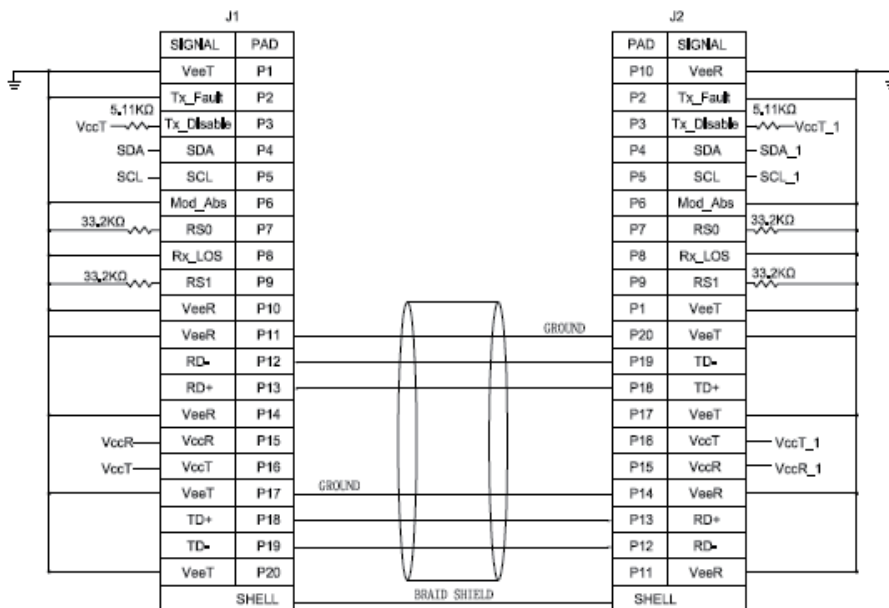 J1 J2
SIGNAL PAD PAD SIGNAL
VeeT P1 P10 VeeR
Tx_Fault P2 P2 Tx_Fault
5.11KΩ 5.11KΩ
VccT Tx_Disable P3 P3 Tx_Disable VccT_1
SDA SDA P4 P4 SDA SDA_1
SCL SCL P5 P5 SCL SCL_1
Mod_Abs P6 P6 Mod_Abs
33.2KΩ RS0 P7 P7 RS0 33.2KΩ
Rx_LOS P8 P8 Rx_LOS
33.2KΩ RS1 P9 P9 RS1 33.2KΩ
VeeR P10 P1 VeeT
VeeR P11 GROUND P20 VeeT
RD- P12 P19 TD-
RD+ P13 P18 TD+
VeeR P14 P17 VeeT
VccR VccR P15 P16 VccT VccT_1
VccT VccT P16 P15 VccR VccR_1
VeeT P17 GROUND P14 VeeR
TD+ P18 P13 RD+
TD- P19 P12 RD-
VeeT P20 P11 VeeR
SHELL BRAID SHIELD SHELL